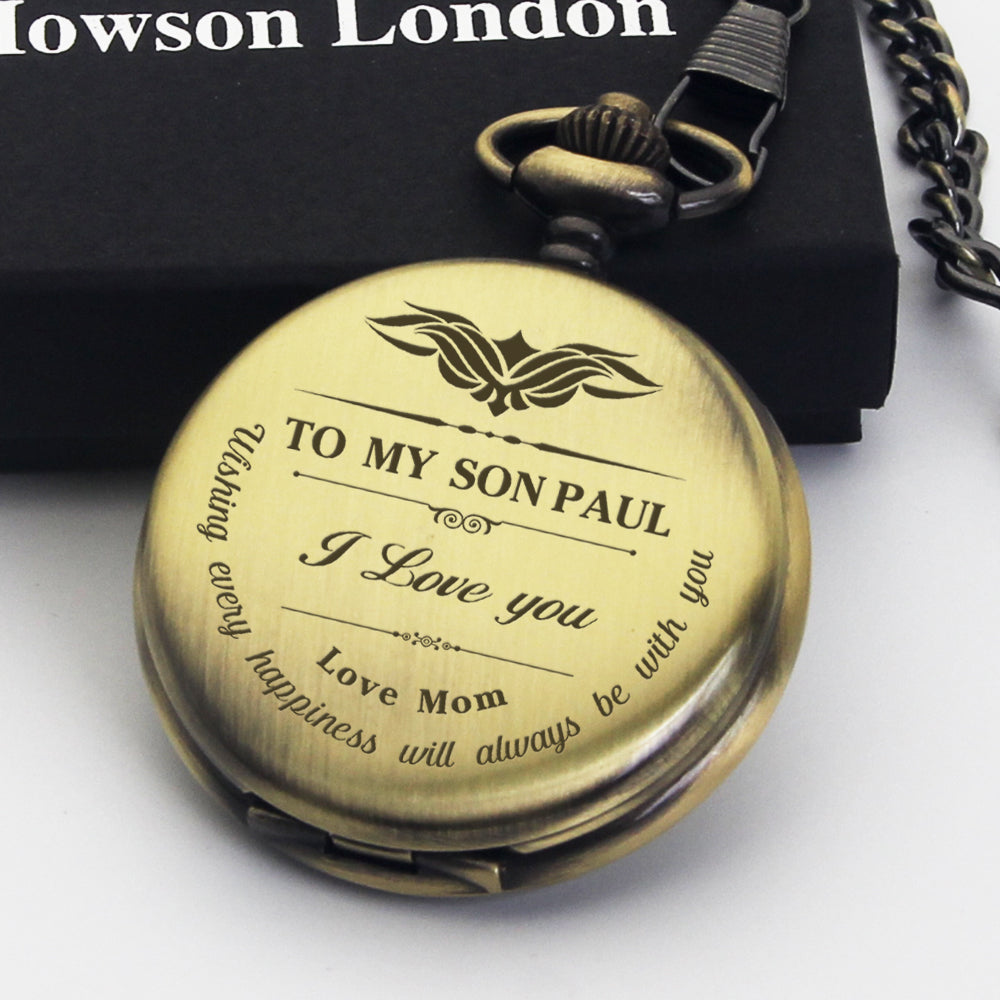 Howson London
TO MY SON PAUL
I Love you
Love Mom
Wishing every happiness will always be with you